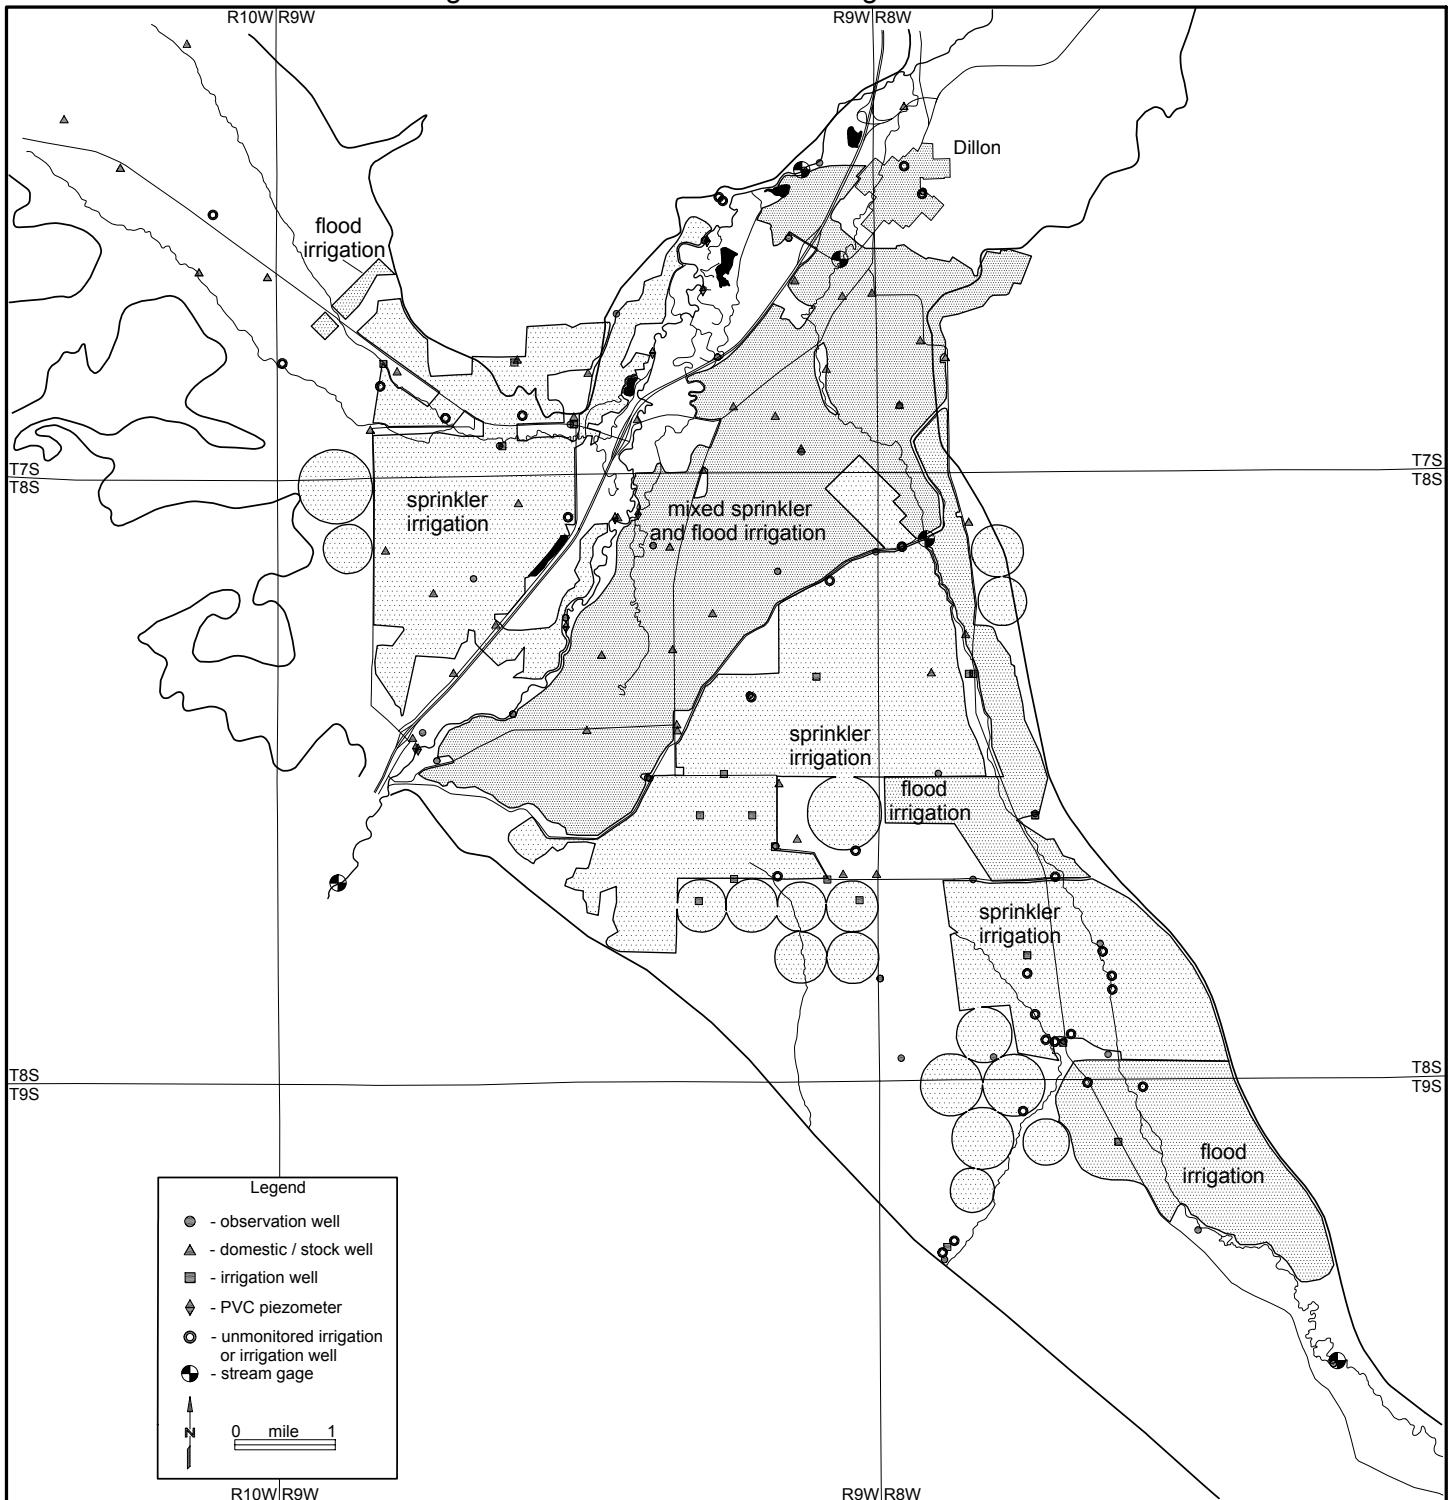 R10W R9W
R9W R8W
Dillon
flood
irrigation
T7S
T8S
T7S
T8S
sprinkler
irrigation
mixed sprinkler
and flood irrigation
sprinkler
irrigation
flood
irrigation
sprinkler
irrigation
T8S
T9S
T8S
T9S
flood
irrigation
Legend
- observation well
- domestic / stock well
- irrigation well
- PVC piezometer
- unmonitored irrigation
or irrigation well
- stream gage
N
0 mile 1
R10W R9W
R9W R8W